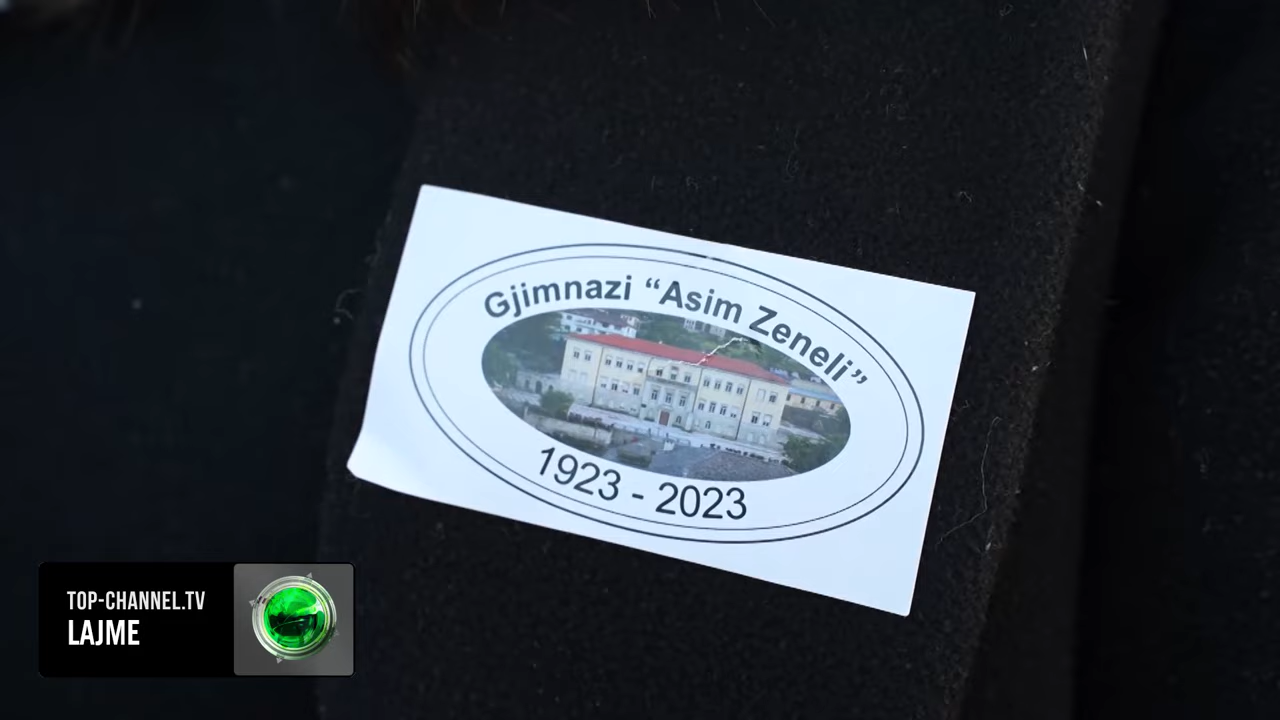 Gjimnazi “Asim Zeneli”
1923 - 2023
TOP-CHANNEL.TV
LAJME